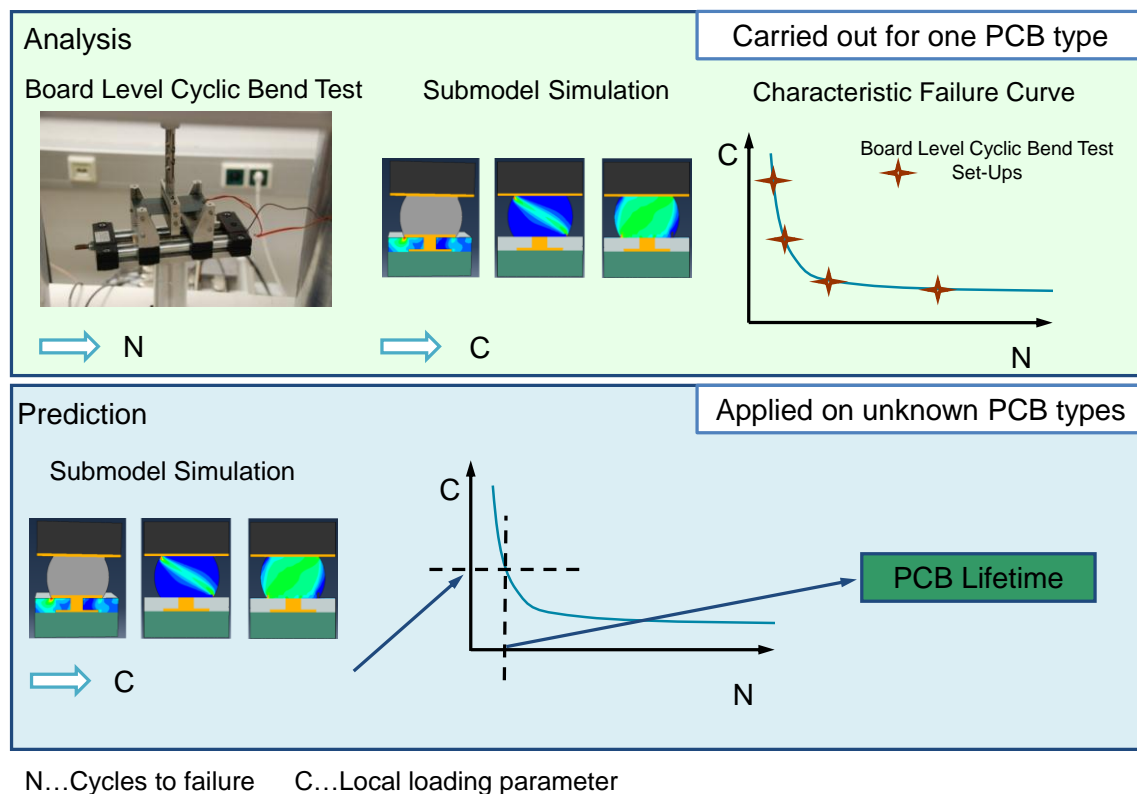 Analysis
Carried out for one PCB type
Board Level Cyclic Bend Test
Submodel Simulation
Characteristic Failure Curve
C
Board Level Cyclic Bend Test
Set-Ups
N
C
N
Prediction
Applied on unknown PCB types
Submodel Simulation
C
PCB Lifetime
C
N
N…Cycles to failure
C…Local loading parameter